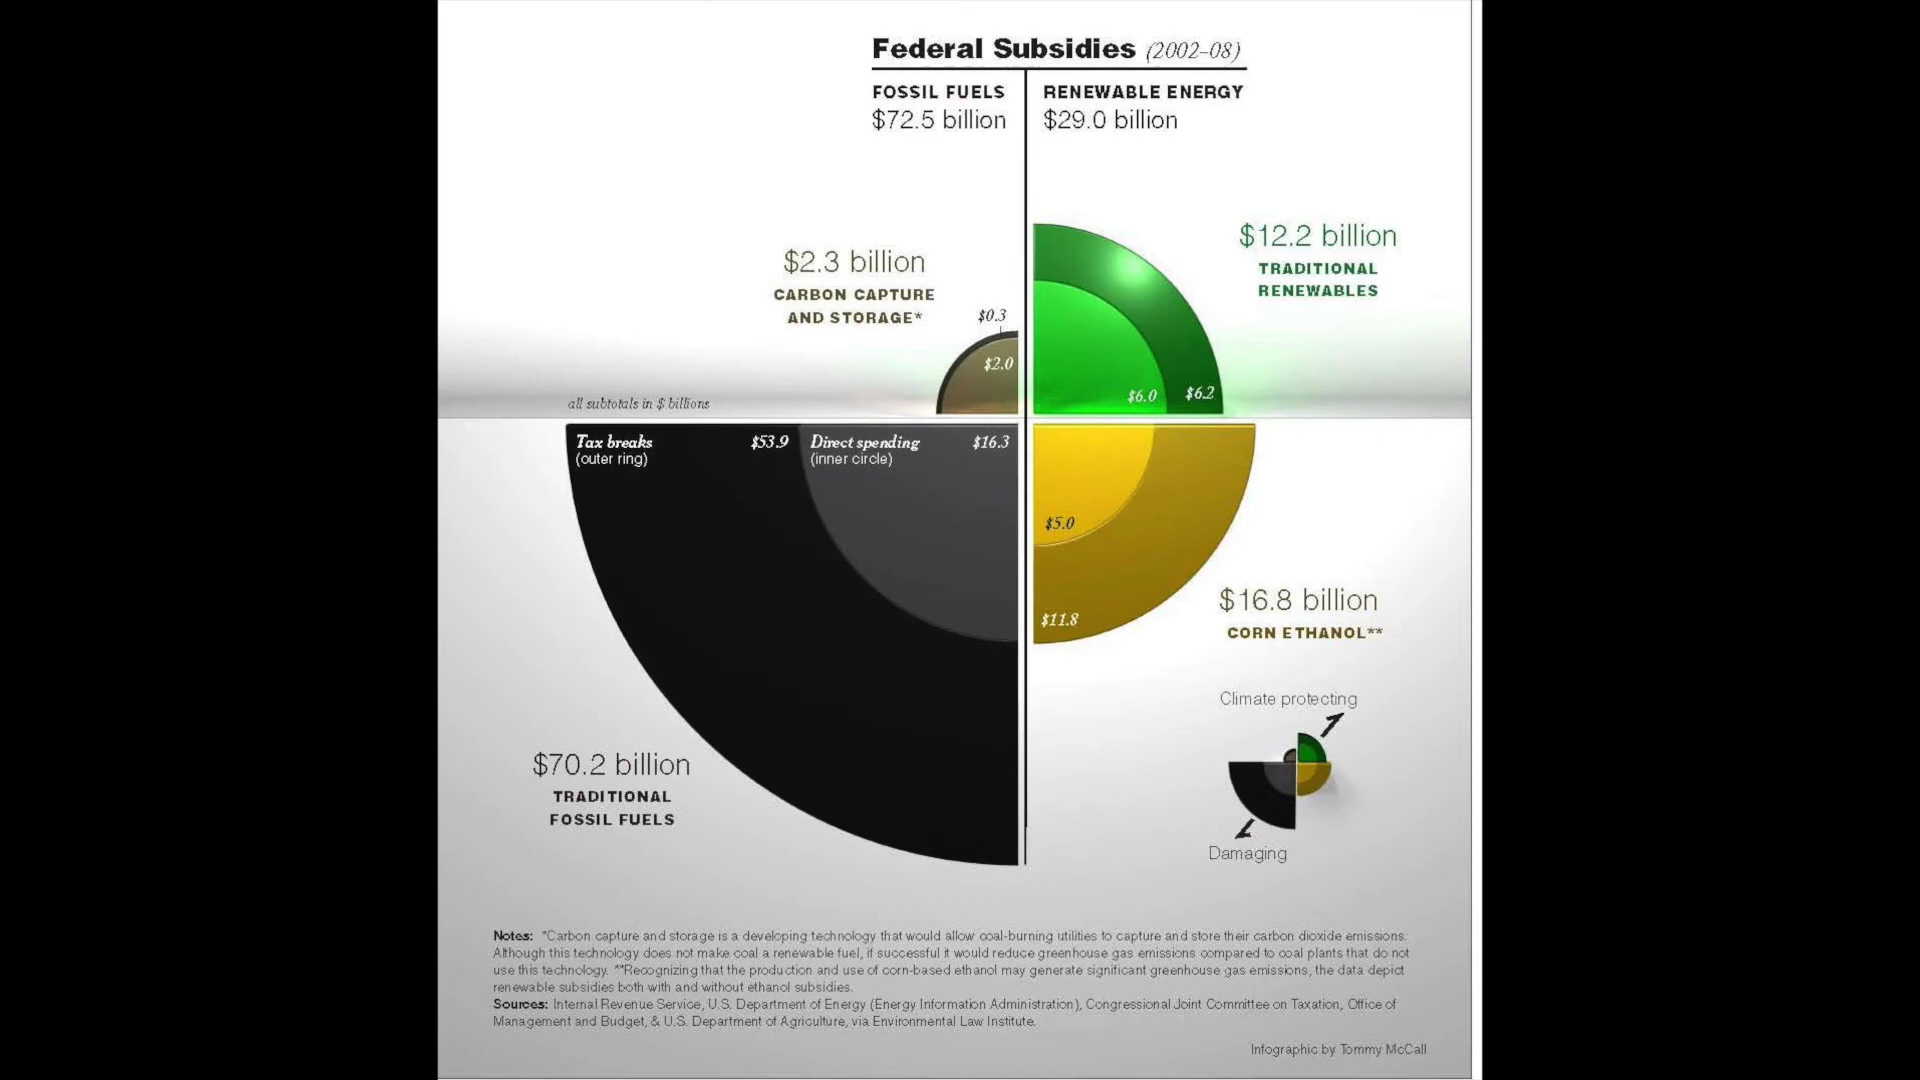 Federal Subsidies (2002–08)
FOSSIL FUELS
$72.5 billion
RENEWABLE ENERGY
$29.0 billion
$2.3 billion
CARBON CAPTURE
AND STORAGE*
$0.3
$2.0
$12.2 billion
TRADITIONAL
RENEWABLES
$6.0
$6.2
all subtotals in $ billions
Tax breaks
(outer ring)
$53.9
Direct spending
(inner circle)
$16.3
$5.0
$11.8
$16.8 billion
CORN ETHANOL**
$70.2 billion
TRADITIONAL
FOSSIL FUELS
Climate protecting
Damaging
Notes: *Carbon capture and storage is a developing technology that would allow coal-burning utilities to capture and store their carbon dioxide emissions.
Although this technology does not make coal a renewable fuel, if successful it would reduce greenhouse gas emissions compared to coal plants that do not
use this technology. **Recognizing that the production and use of corn-based ethanol may generate significant greenhouse gas emissions, the data depict
renewable subsidies both with and without ethanol subsidies.
Sources: Internal Revenue Service, U.S. Department of Energy (Energy Information Administration), Congressional Joint Committee on Taxation, Office of
Management and Budget, & U.S. Department of Agriculture, via Environmental Law Institute.
Infographic by Tommy McCall